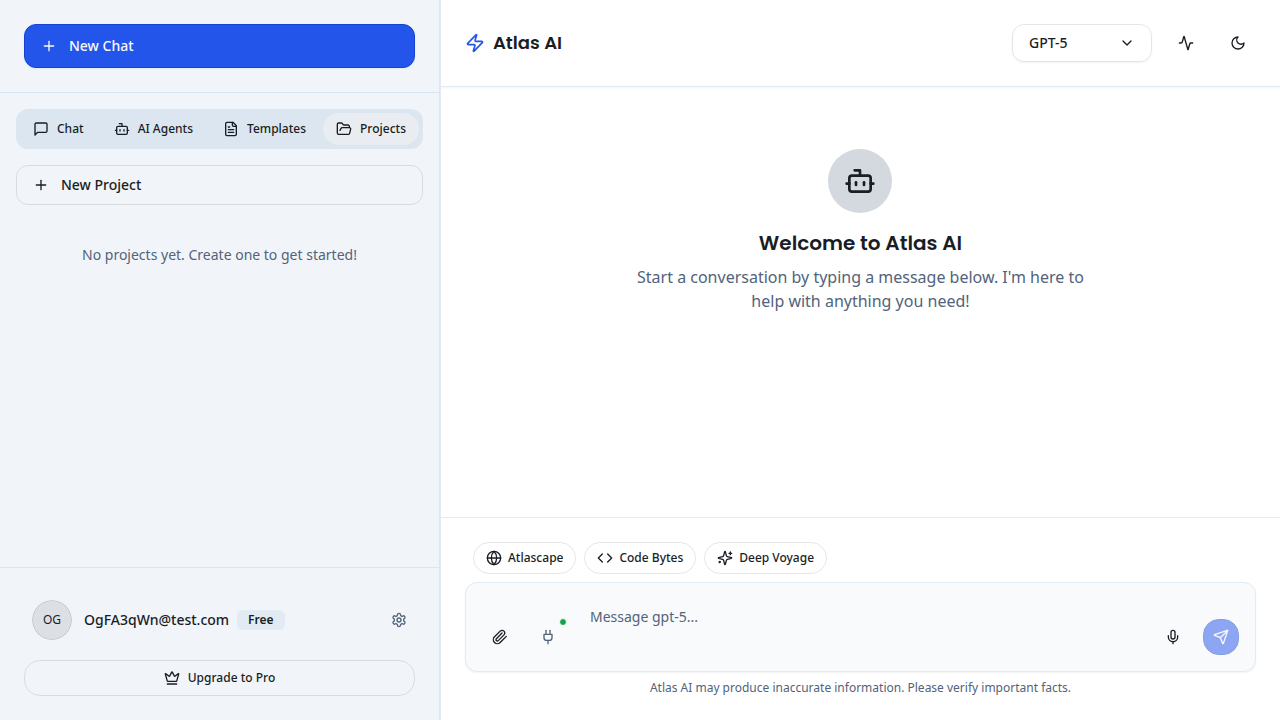 New Chat
Chat
AI Agents
Templates
Projects
New Project
No projects yet. Create one to get started!
OG
OgFA3qWn@test.com
Free
Upgrade to Pro
Atlas AI
GPT-5
Welcome to Atlas AI
Start a conversation by typing a message below. I'm here to
help with anything you need!
Atlascape
Code Bytes
Deep Voyage
Message gpt-5...
Atlas AI may produce inaccurate information. Please verify important facts.